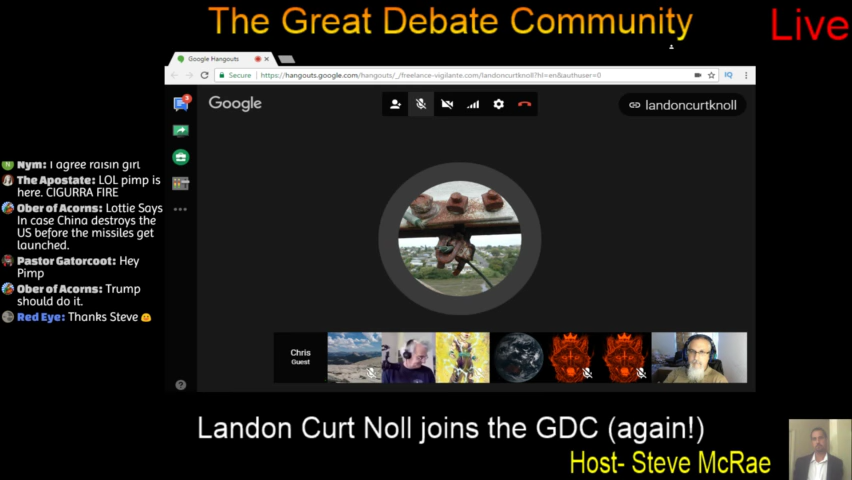 The Great Debate Community
Live
Google Hangouts
Secure
https://hangouts.google.com/hangouts/_/freelance-vigilante.com/landoncurtknoll?hl=en&authuser=0
3
Google
landoncurtknoll
Nym: I agree raisin girl
The Apostate: LOL pimp is
here. CIGURRA FIRE
Ober of Acorns: Lottie Says
In case China destroys the
US before the missiles get
launched.
Pastor Gatorcoot: Hey
Pimp
Ober of Acorns: Trump
should do it.
Red Eye: Thanks Steve
Chris
Guest
Landon Curt Noll joins the GDC (again!)
Host- Steve McRae